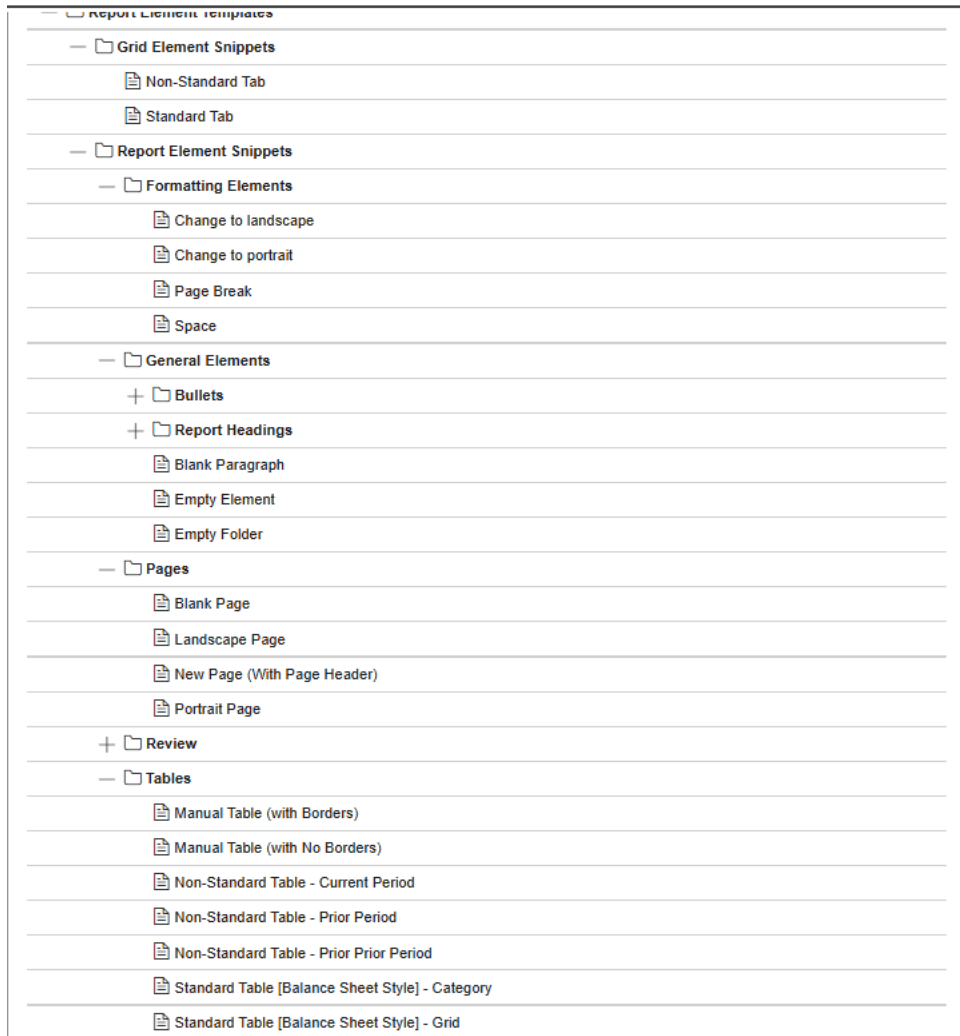 Report Element Templates
Grid Element Snippets
Non-Standard Tab
Standard Tab
Report Element Snippets
Formatting Elements
Change to landscape
Change to portrait
Page Break
Space
General Elements
Bullets
Report Headings
Blank Paragraph
Empty Element
Empty Folder
Pages
Blank Page
Landscape Page
New Page (With Page Header)
Portrait Page
Review
Tables
Manual Table (with Borders)
Manual Table (with No Borders)
Non-Standard Table - Current Period
Non-Standard Table - Prior Period
Non-Standard Table - Prior Prior Period
Standard Table [Balance Sheet Style] - Category
Standard Table [Balance Sheet Style] - Grid